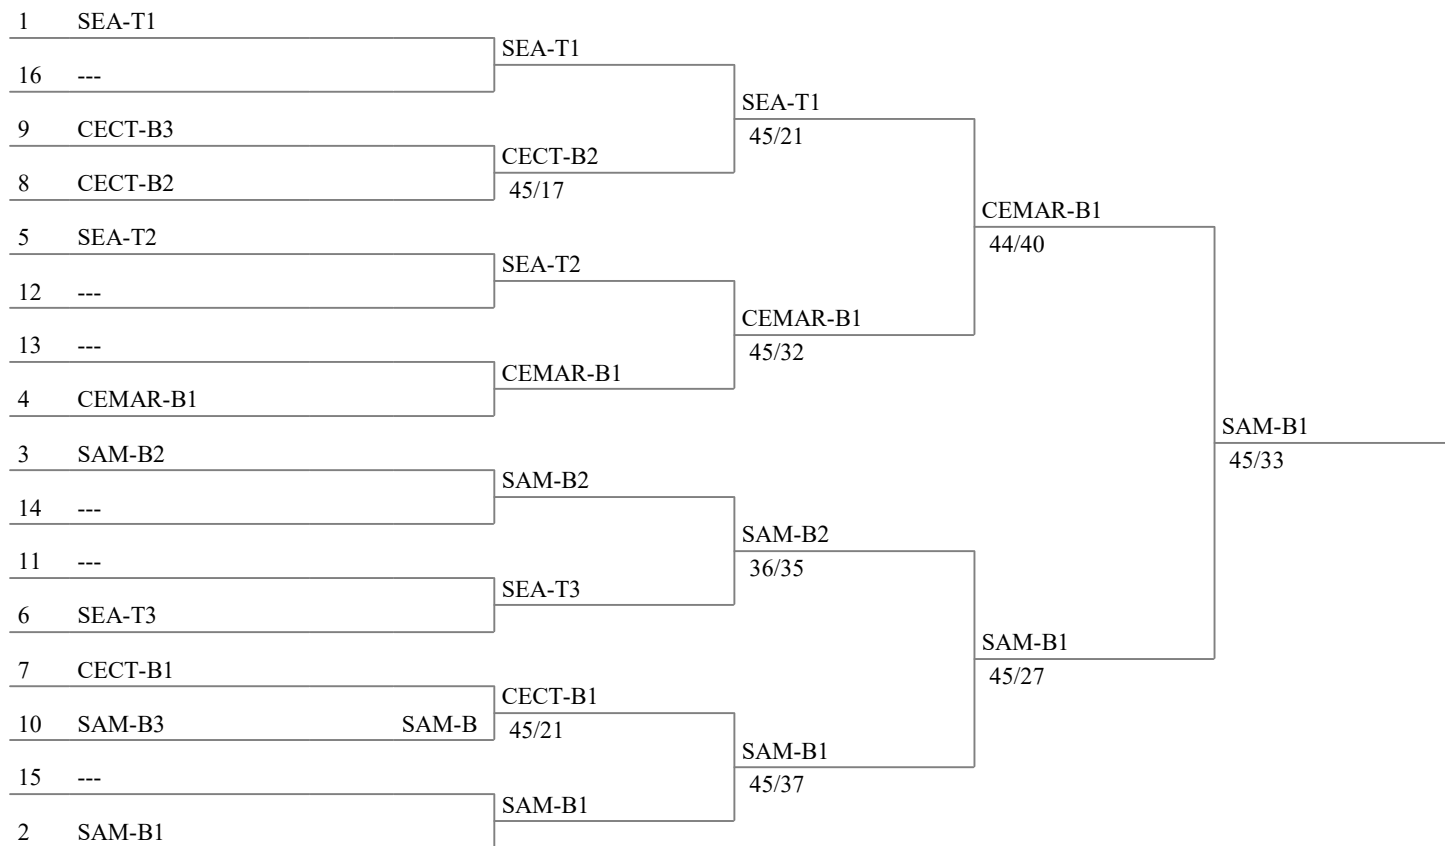 1 SEA-T1
SEA-T1
16 ---
SEA-T1
45/21
9 CECT-B3
CECT-B2
45/17
8 CECT-B2
CEMAR-B1
44/40
5 SEA-T2
SEA-T2
12 ---
CEMAR-B1
45/32
13 ---
CEMAR-B1
4 CEMAR-B1
SAM-B1
45/33
3 SAM-B2
SAM-B2
14 ---
SAM-B2
36/35
11 ---
SEA-T3
6 SEA-T3
SAM-B1
45/27
7 CECT-B1
CECT-B1
10 SAM-B3 SAM-B 45/21
SAM-B1
45/37
15 ---
SAM-B1
2 SAM-B1